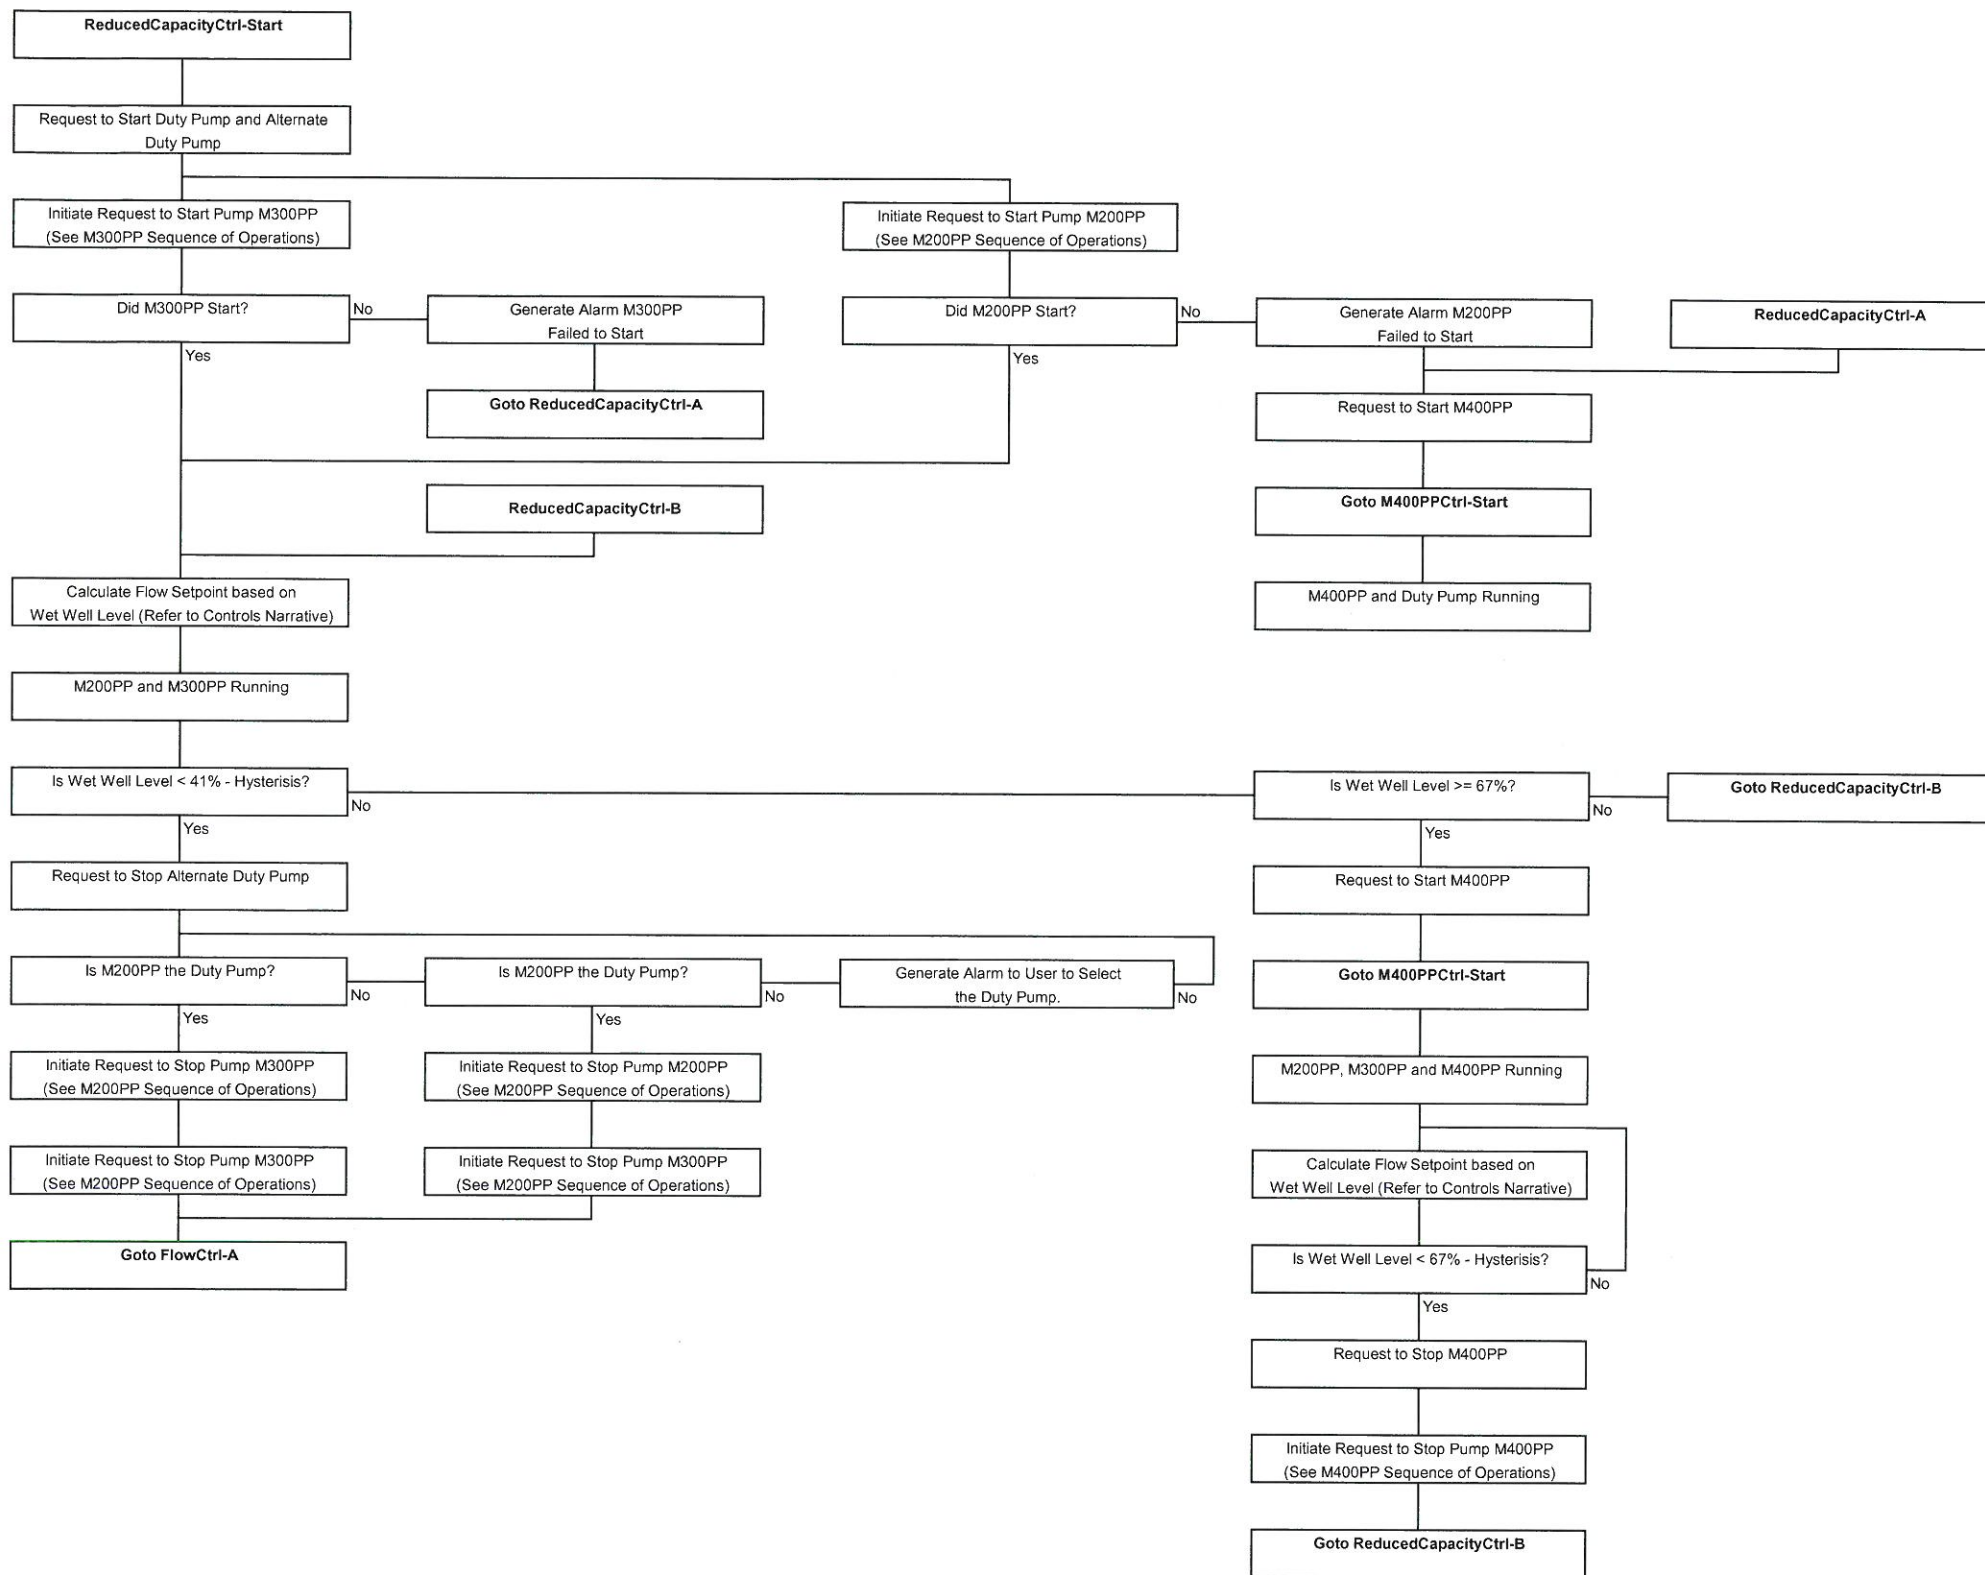 ReducedCapacityCtrl-Start
Request to Start Duty Pump and Alternate
Duty Pump
Initiate Request to Start Pump M300PP
(See M300PP Sequence of Operations)
Initiate Request to Start Pump M200PP
(See M200PP Sequence of Operations)
Did M300PP Start?
No
Yes
Generate Alarm M300PP
Failed to Start
Goto ReducedCapacityCtrl-A
Did M200PP Start?
No
Yes
Generate Alarm M200PP
Failed to Start
ReducedCapacityCtrl-A
Request to Start M400PP
Goto M400PPCtrl-Start
M400PP and Duty Pump Running
ReducedCapacityCtrl-B
Calculate Flow Setpoint based on
Wet Well Level (Refer to Controls Narrative)
M200PP and M300PP Running
Is Wet Well Level < 41% - Hysterisis?
No
Yes
Is Wet Well Level >= 67%?
No
Yes
Goto ReducedCapacityCtrl-B
Request to Stop Alternate Duty Pump
Is M200PP the Duty Pump?
No
Yes
Is M200PP the Duty Pump?
No
Yes
Generate Alarm to User to Select
the Duty Pump.
No
Initiate Request to Stop Pump M300PP
(See M200PP Sequence of Operations)
Initiate Request to Stop Pump M200PP
(See M200PP Sequence of Operations)
Initiate Request to Stop Pump M300PP
(See M200PP Sequence of Operations)
Initiate Request to Stop Pump M300PP
(See M200PP Sequence of Operations)
Goto FlowCtrl-A
Request to Start M400PP
Goto M400PPCtrl-Start
M200PP, M300PP and M400PP Running
Calculate Flow Setpoint based on
Wet Well Level (Refer to Controls Narrative)
Is Wet Well Level < 67% - Hysterisis?
No
Yes
Request to Stop M400PP
Initiate Request to Stop Pump M400PP
(See M400PP Sequence of Operations)
Goto ReducedCapacityCtrl-B